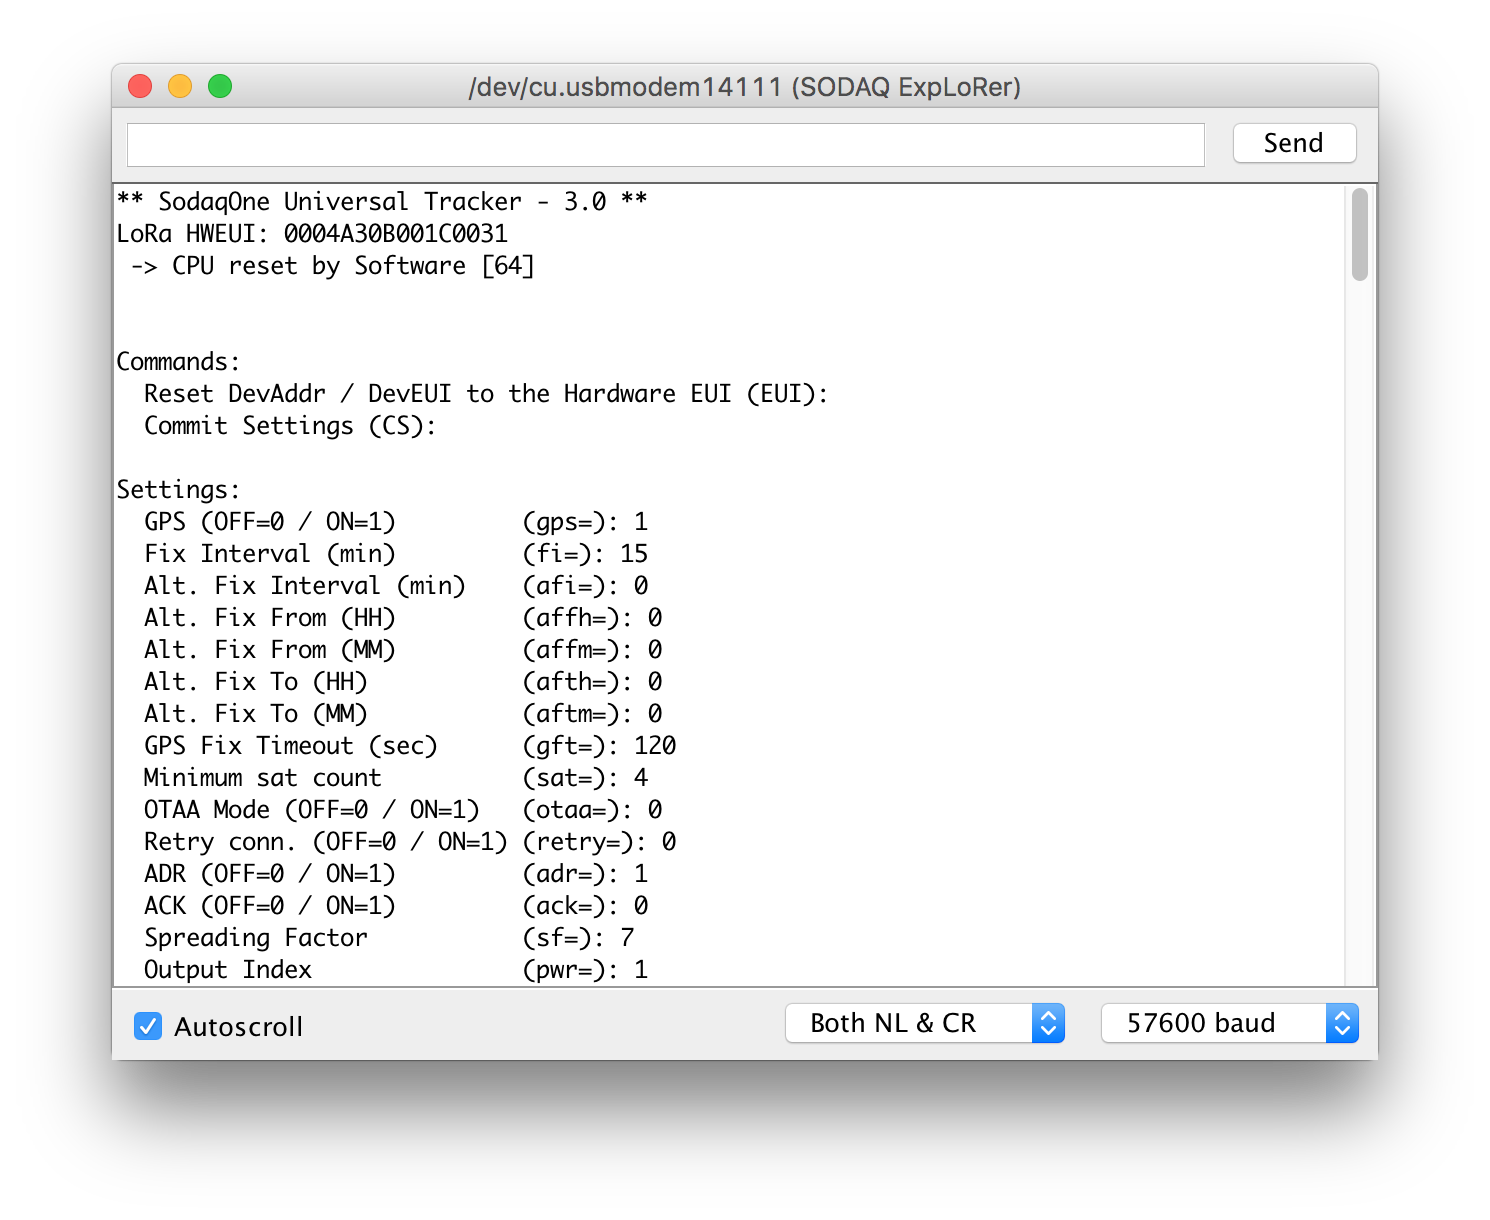 /dev/cu.usbmodem14111 (SODAQ ExpLoRer)
Send
** SodaqOne Universal Tracker - 3.0 **
LoRa HWEUI: 0004A30B001C0031
-> CPU reset by Software [64]
Commands:
Reset DevAddr / DevEUI to the Hardware EUI (EUI):
Commit Settings (CS):
Settings:
GPS (OFF=0 / ON=1) (gps=): 1
Fix Interval (min) (fi=): 15
Alt. Fix Interval (min) (afi=): 0
Alt. Fix From (HH) (affh=): 0
Alt. Fix From (MM) (affm=): 0
Alt. Fix To (HH) (afth=): 0
Alt. Fix To (MM) (aftm=): 0
GPS Fix Timeout (sec) (gft=): 120
Minimum sat count (sat=): 4
OTAA Mode (OFF=0 / ON=1) (otaa=): 0
Retry conn. (OFF=0 / ON=1) (retry=): 0
ADR (OFF=0 / ON=1) (adr=): 1
ACK (OFF=0 / ON=1) (ack=): 0
Spreading Factor (sf=): 7
Output Index (pwr=): 1
Autoscroll
Both NL & CR
57600 baud